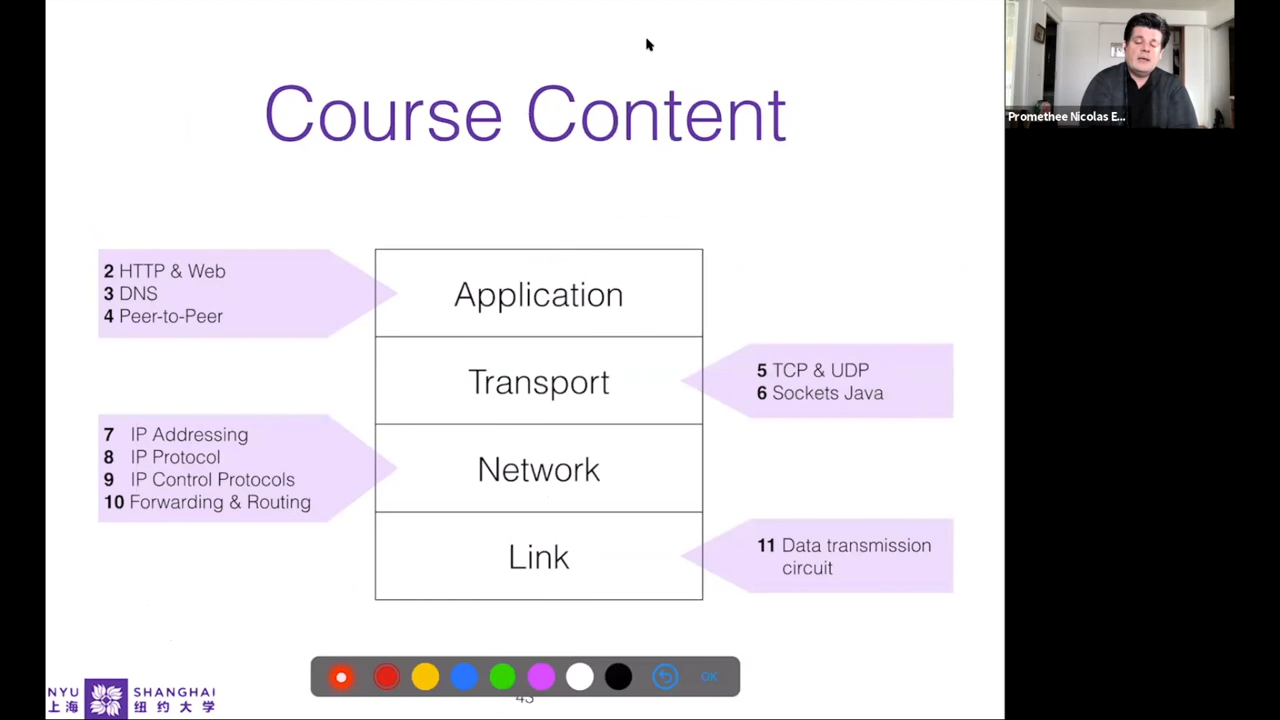 Course Content
2 HTTP & Web
3 DNS
4 Peer-to-Peer
Application
Transport
5 TCP & UDP
6 Sockets Java
7 IP Addressing
8 IP Protocol
9 IP Control Protocols
10 Forwarding & Routing
Network
Link
11 Data transmission
circuit
OK
43
NYU SHANGHAI
上海 纽约大学
Promethee Nicolas E...